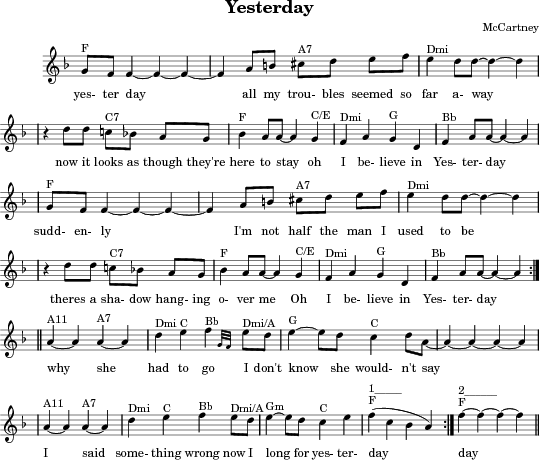 Yesterday
McCartney
F A7 Dmi
yes- ter day all my trou- bles seemed so far a- way
C7 F C/E Dmi G Bb
now it looks as though they're here to stay oh I be- lieve in Yes- ter- day
F A7 Dmi
sudd- en- ly I'm not half the man I used to be
C7 F C/E Dmi G Bb
theres a sha- dow hang- ing o- ver me Oh I be- lieve in Yes- ter- day
A11 A7 Dmi C Bb Dmi/A G C
why she had to go I don't know she would- n't say
1._____ 2._____
A11 A7 Dmi C Bb Dmi/A Gm C F F
I said some- thing wrong now I long for yes- ter- day day